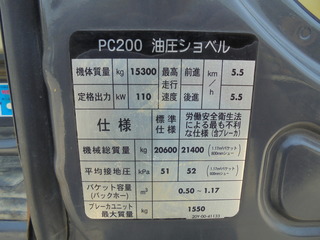 PC200 油圧ショベル
機体質量 kg 15300 最高走行速度 前進 km/h 5.5
定格出力 kW 110 後進 5.5
仕様 標準仕様 労働安全衛生法による最も不利な仕様(含ブレーカ)
機械総質量 kg 20600 21400
平均接地圧 kPa 51 52
バケット容量(バックホー) m³ 0.50 - 1.17
ブレーカユニット最大質量 kg 1550